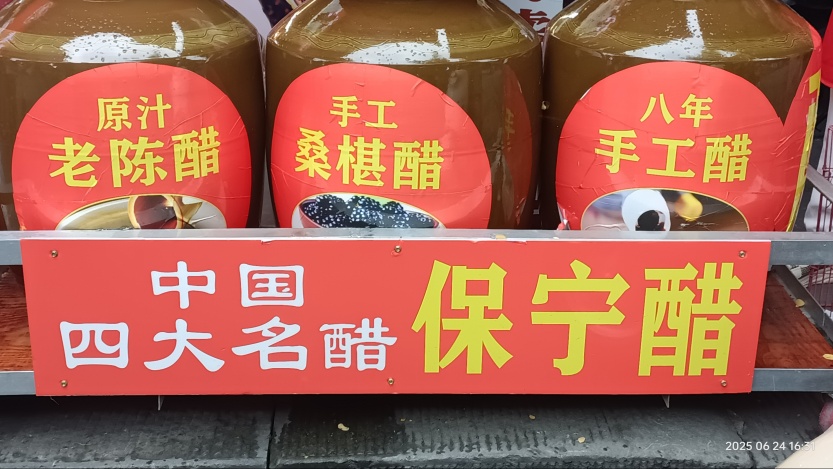 原汁
老陈醋
手工
桑椹醋
八年
手工醋
中国
四大名醋
保宁醋
2025 06 24 16:31